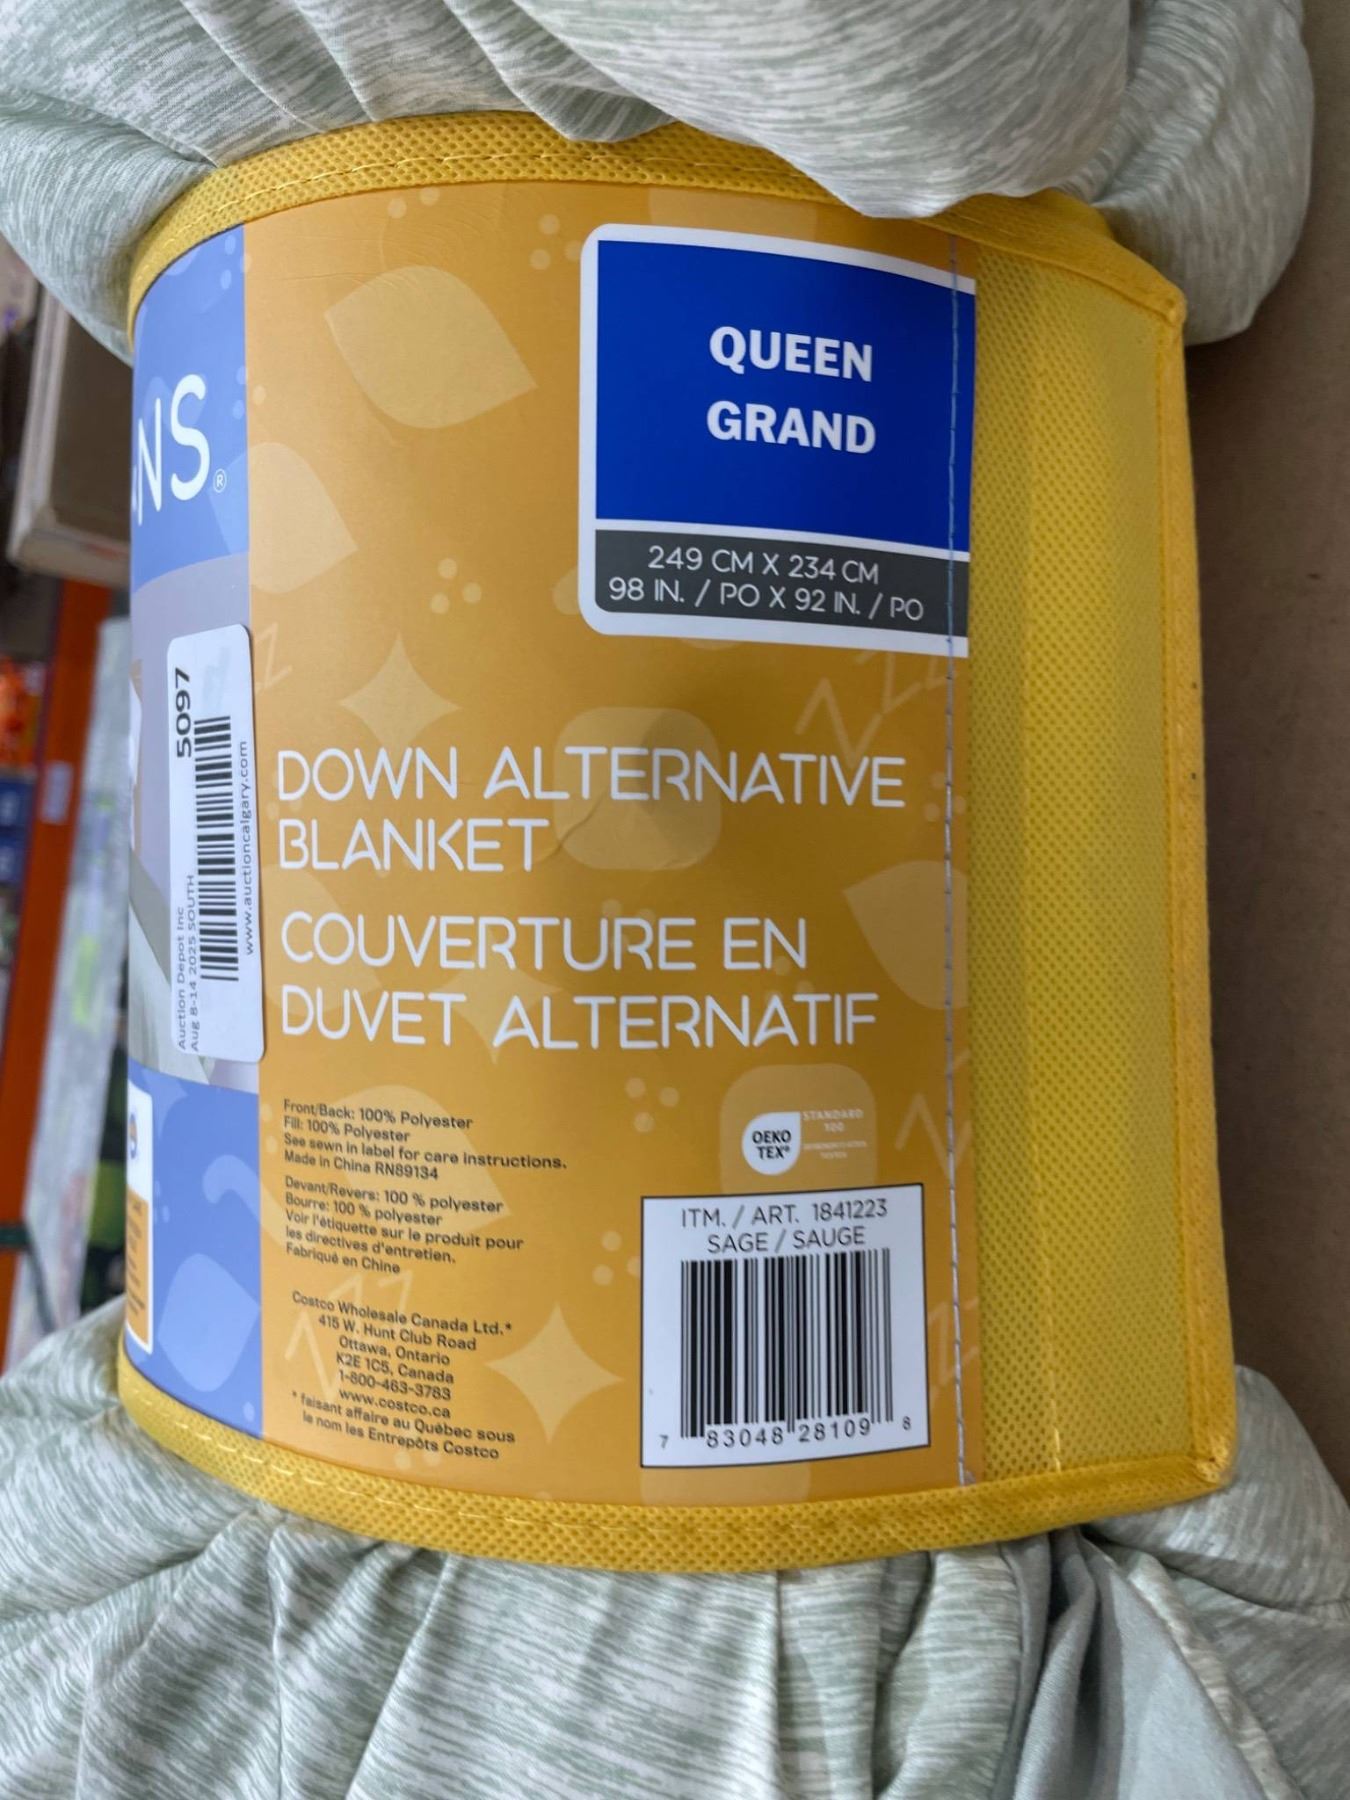 NS®
QUEEN
GRAND
249 CM X 234 CM
98 IN. / PO X 92 IN. / PO
5097
Auction Depot Inc
Aug 8-14 2025 SOUTH
www.auctioncalgary.com
DOWN ALTERNATIVE
BLANKET
COUVERTURE EN
DUVET ALTERNATIF
Front/Back: 100% Polyester
Fill: 100% Polyester
See sewn in label for care instructions.
Made in China RN89134
Devant/Revers: 100 % polyester
Bourre: 100 % polyester
Voir l'étiquette sur le produit pour
les directives d'entretien.
Fabriqué en Chine
Costco Wholesale Canada Ltd.*
415 W. Hunt Club Road
Ottawa, Ontario
K2E 1C5, Canada
1-800-463-3783
www.costco.ca
* faisant affaire au Québec sous
le nom les Entrepôts Costco
OEKO
TEX®
STANDARD
100
ITM. / ART. 1841223
SAGE / SAUGE
7 83048 28109 8